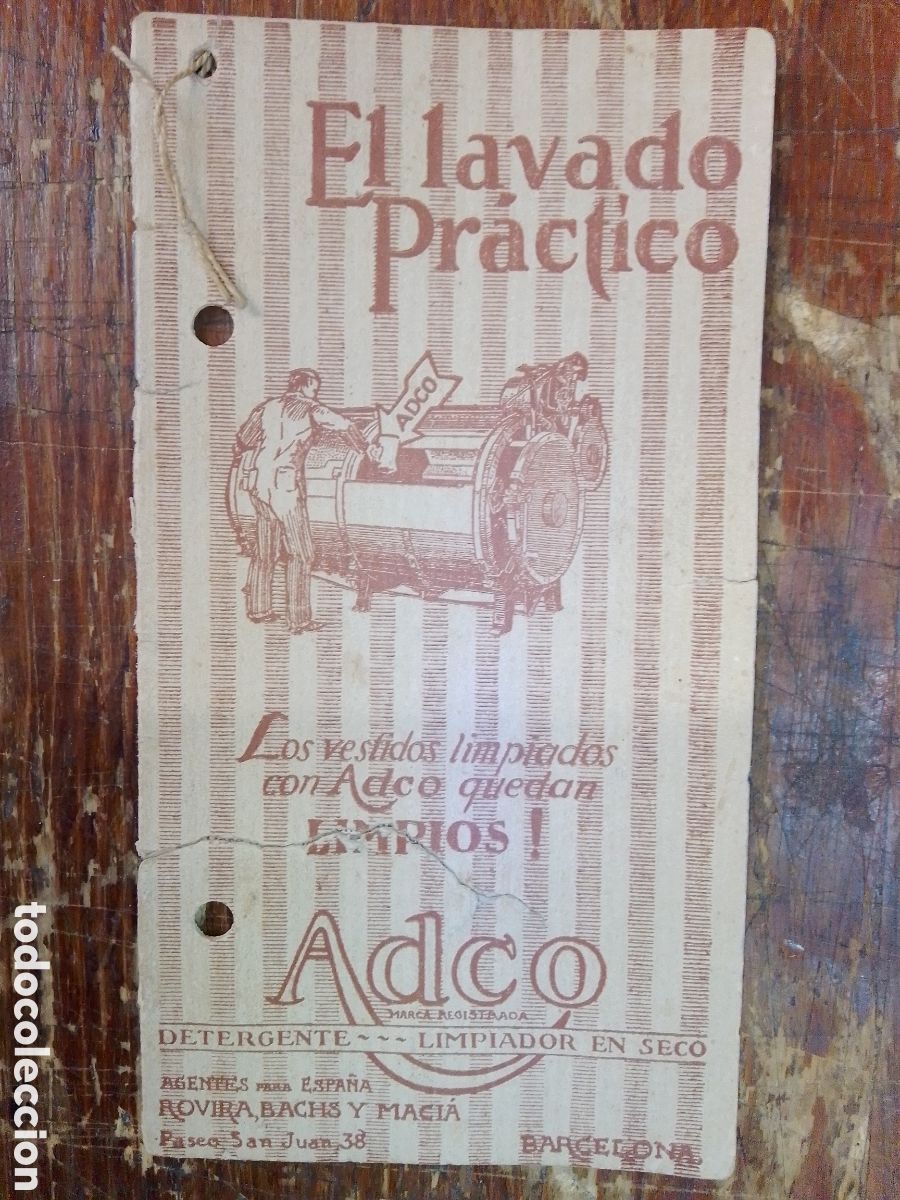 El lavado
Práctico
ADCO
Los vestidos limpiados
con Adco quedan
LIMPIOS !
Adco
MARCA REGISTRADA
DETERGENTE ~ ~ ~ LIMPIADOR EN SECO
AGENTES PARA ESPAÑA
ROVIRA, BACHS Y MACIÁ
Paseo San Juan, 38 BARCELONA.
todocoleccion